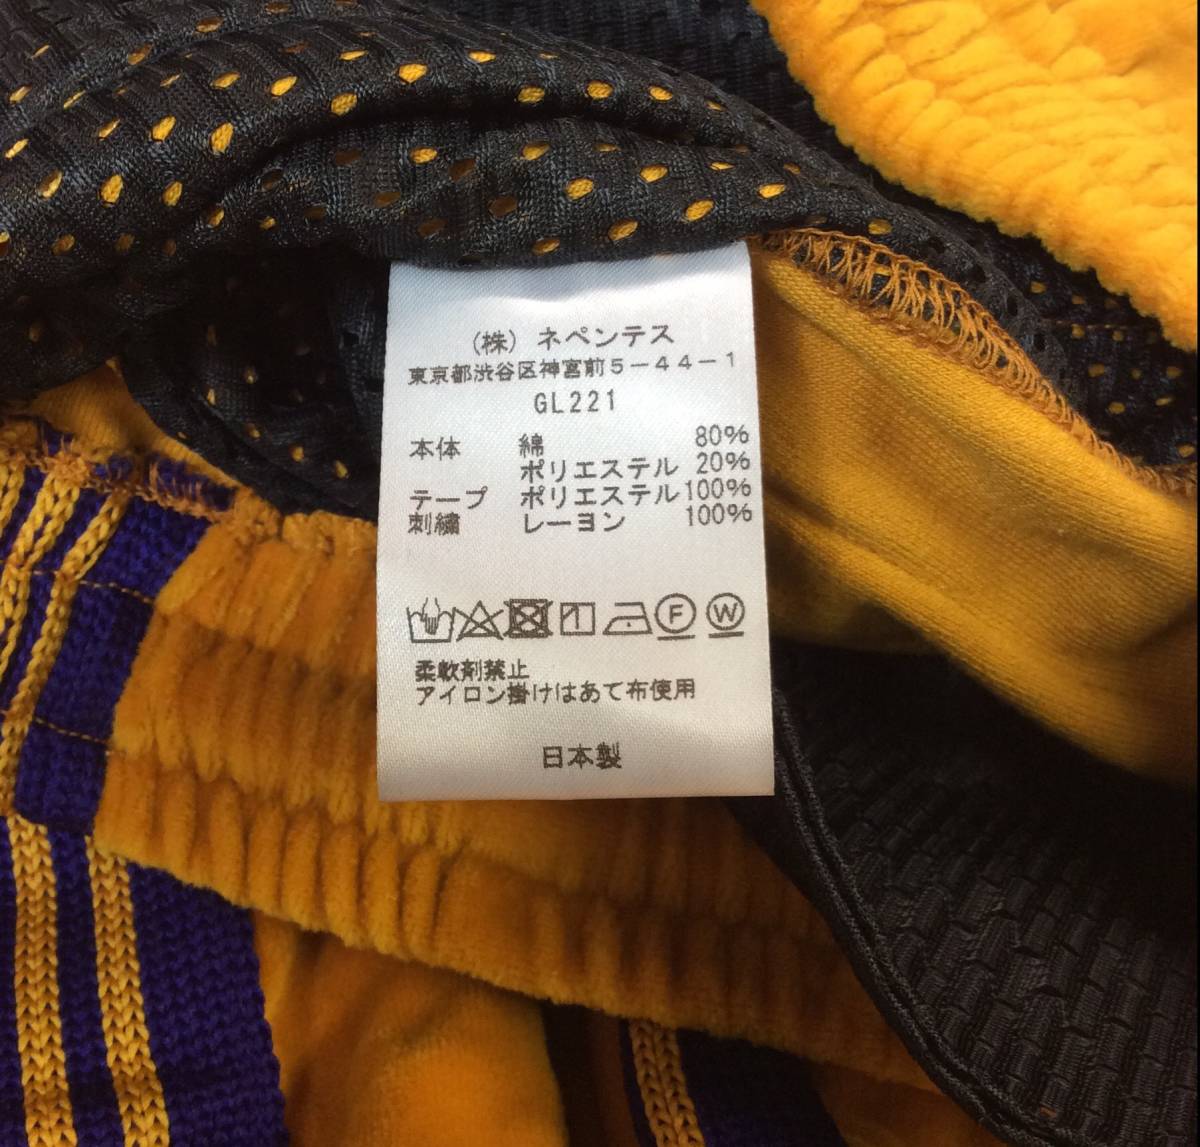 （株）ネペンテス
東京都渋谷区神宮前５－４４－１
GL221
本体 綿 80%
ポリエステル 20%
テープ ポリエステル 100%
刺繍 レーヨン 100%
F W
柔軟剤禁止
アイロン掛けはあて布使用
日本製